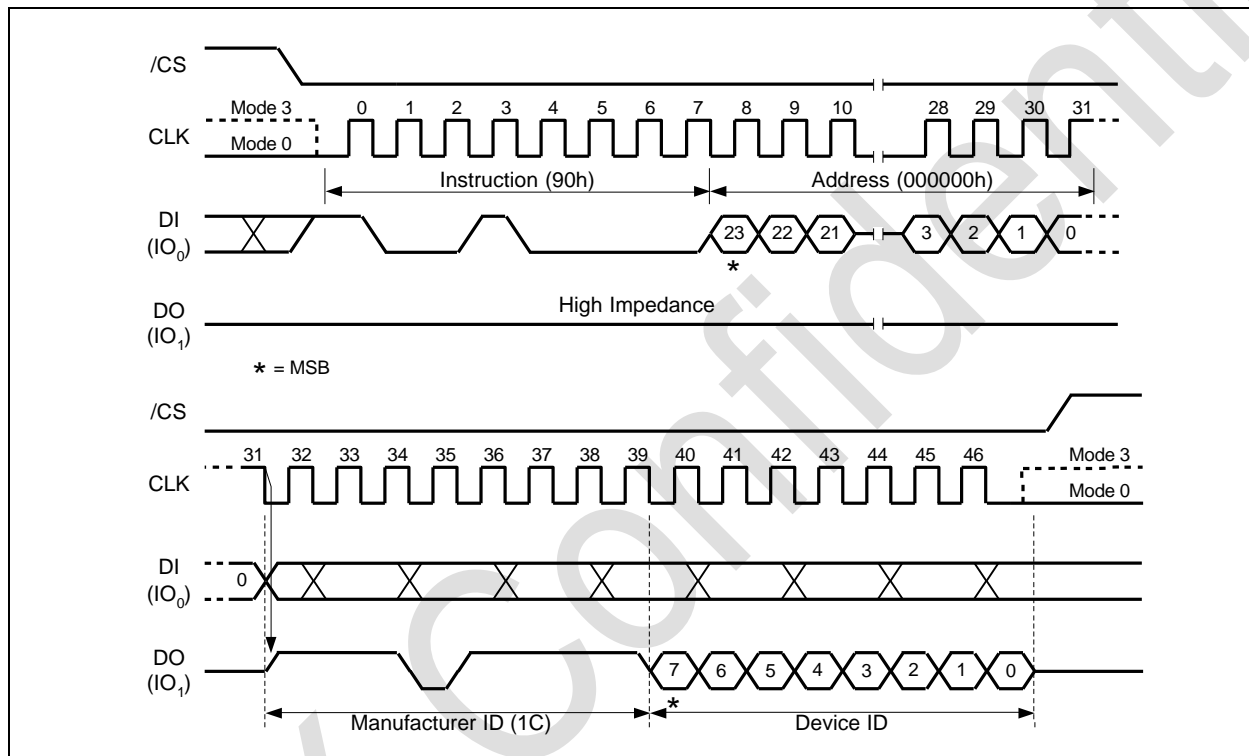 /CS
Mode 3 0 1 2 3 4 5 6 7 8 9 10 28 29 30 31
CLK
Mode 0
Instruction (90h) Address (000000h)
DI
(IO0)
23 22 21 3 2 1 0
*
DO
(IO1)
High Impedance
* = MSB
/CS
31 32 33 34 35 36 37 38 39 40 41 42 43 44 45 46 Mode 3
CLK
Mode 0
DI
(IO0)
0
DO
(IO1)
7 6 5 4 3 2 1 0
*
Manufacturer ID (1C) Device ID
Confidenti